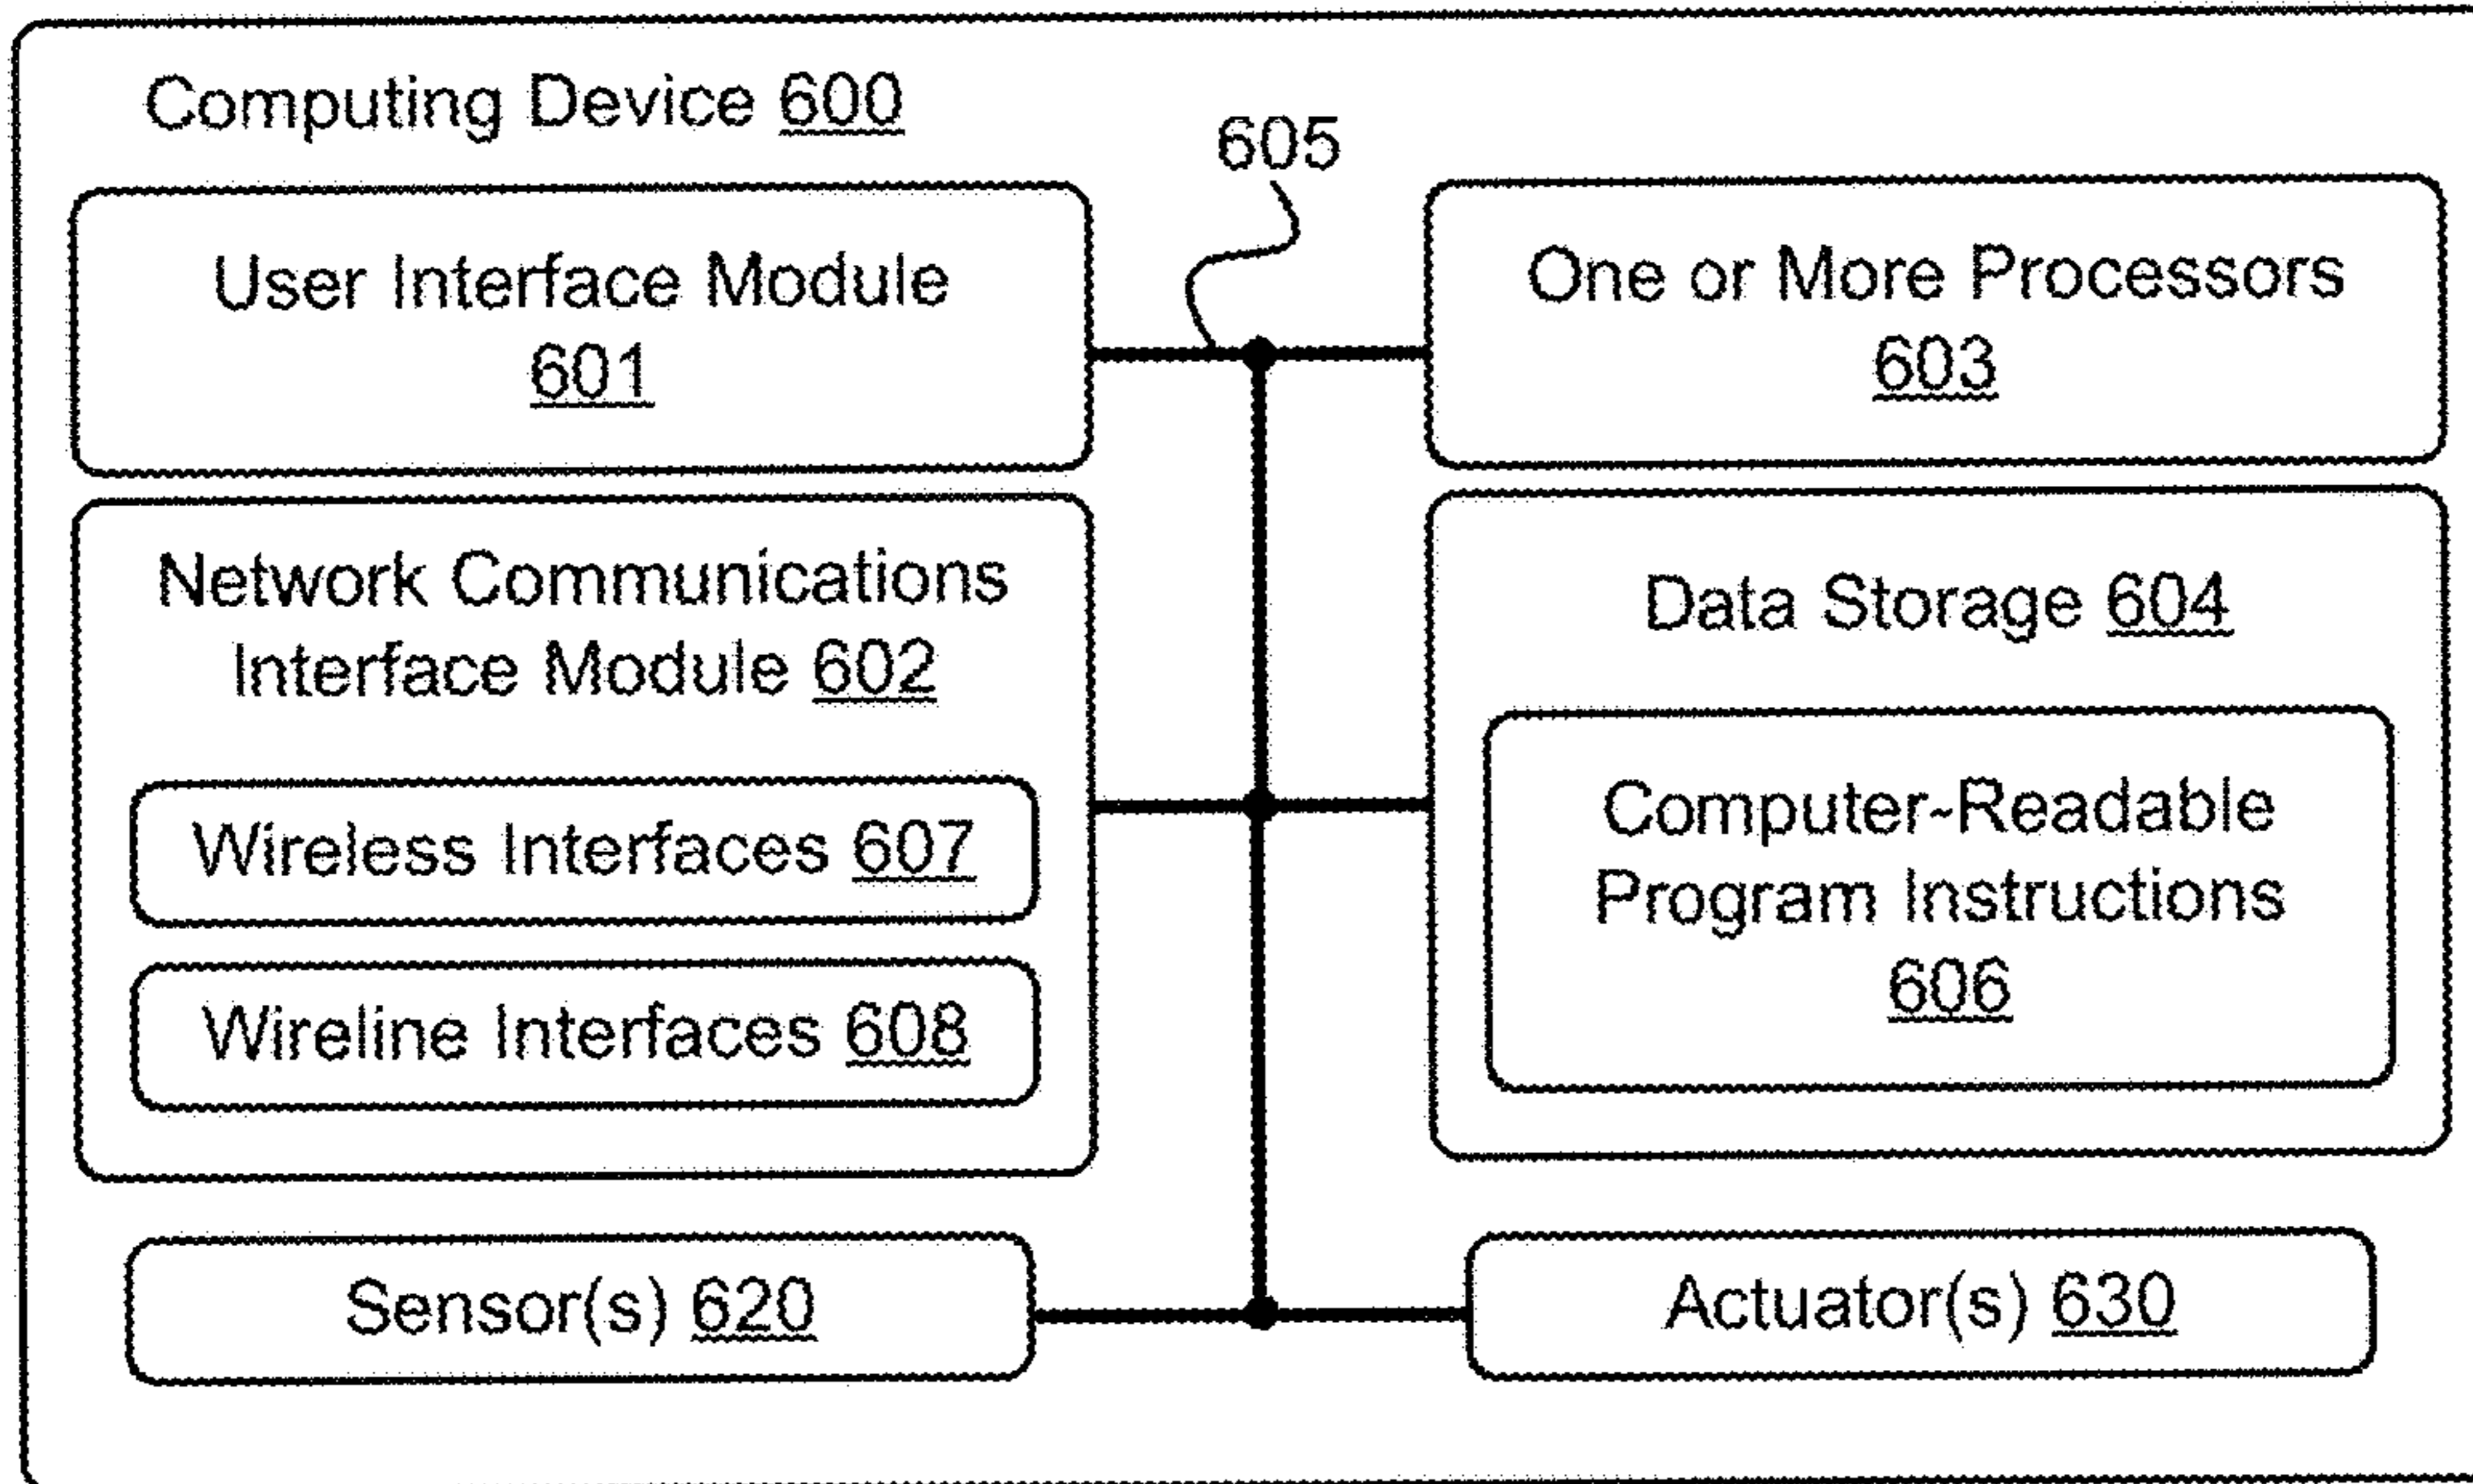 Computing Device 600
605
User Interface Module
601
One or More Processors
603
Network Communications
Interface Module 602
Wireless Interfaces 607
Wireline Interfaces 608
Data Storage 604
Computer-Readable
Program Instructions
606
Sensor(s) 620
Actuator(s) 630